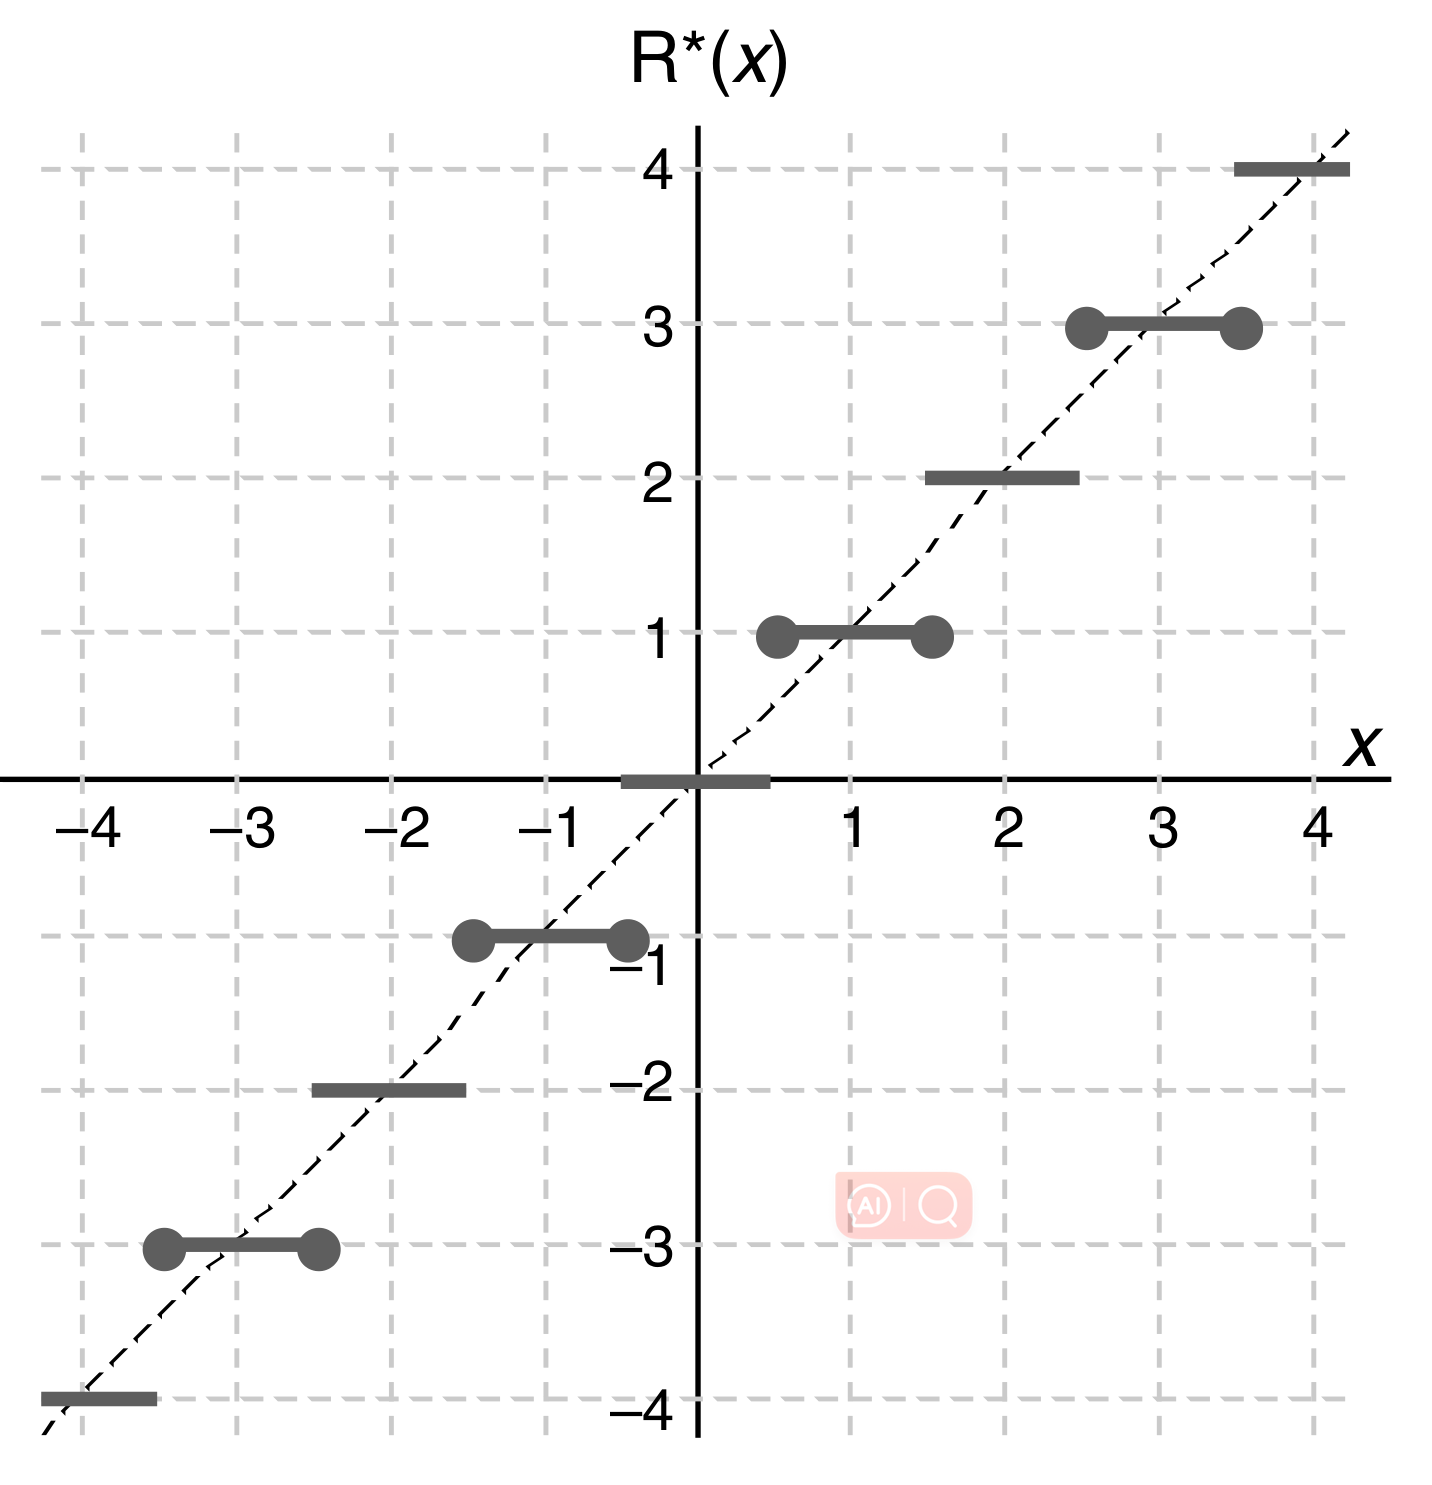 R*(x)
4
3
2
1
x
–4 –3 –2 –1 1 2 3 4
–1
–2
–3
–4
AI